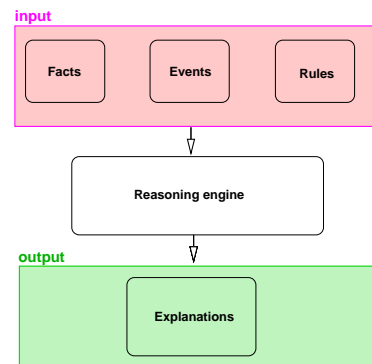 input
Facts
Events
Rules
Reasoning engine
output
Explanations